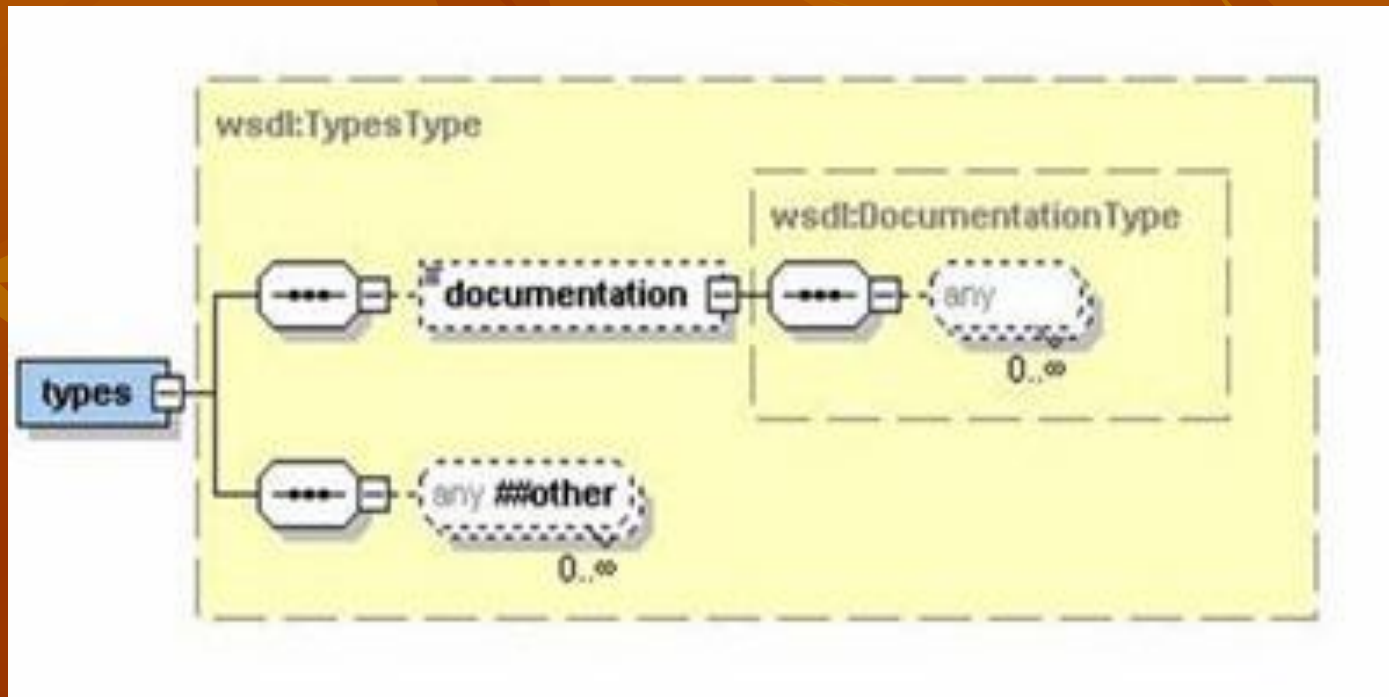 wsdl:TypesType
wsdl:DocumentationType
documentation
any
0..∞
types
any ##other
0..∞